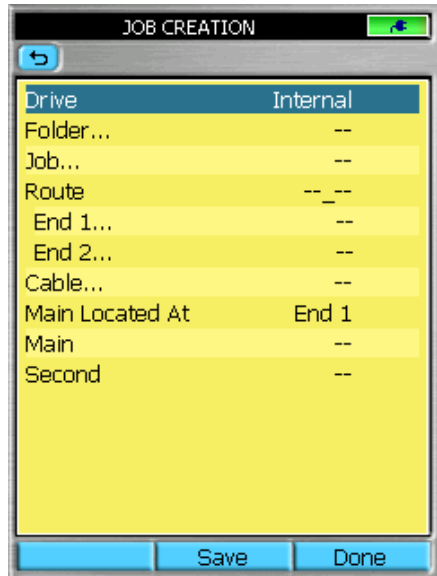 JOB CREATION
Drive Internal
Folder... --
Job... --
Route --_--
End 1... --
End 2... --
Cable... --
Main Located At End 1
Main --
Second --
Save Done